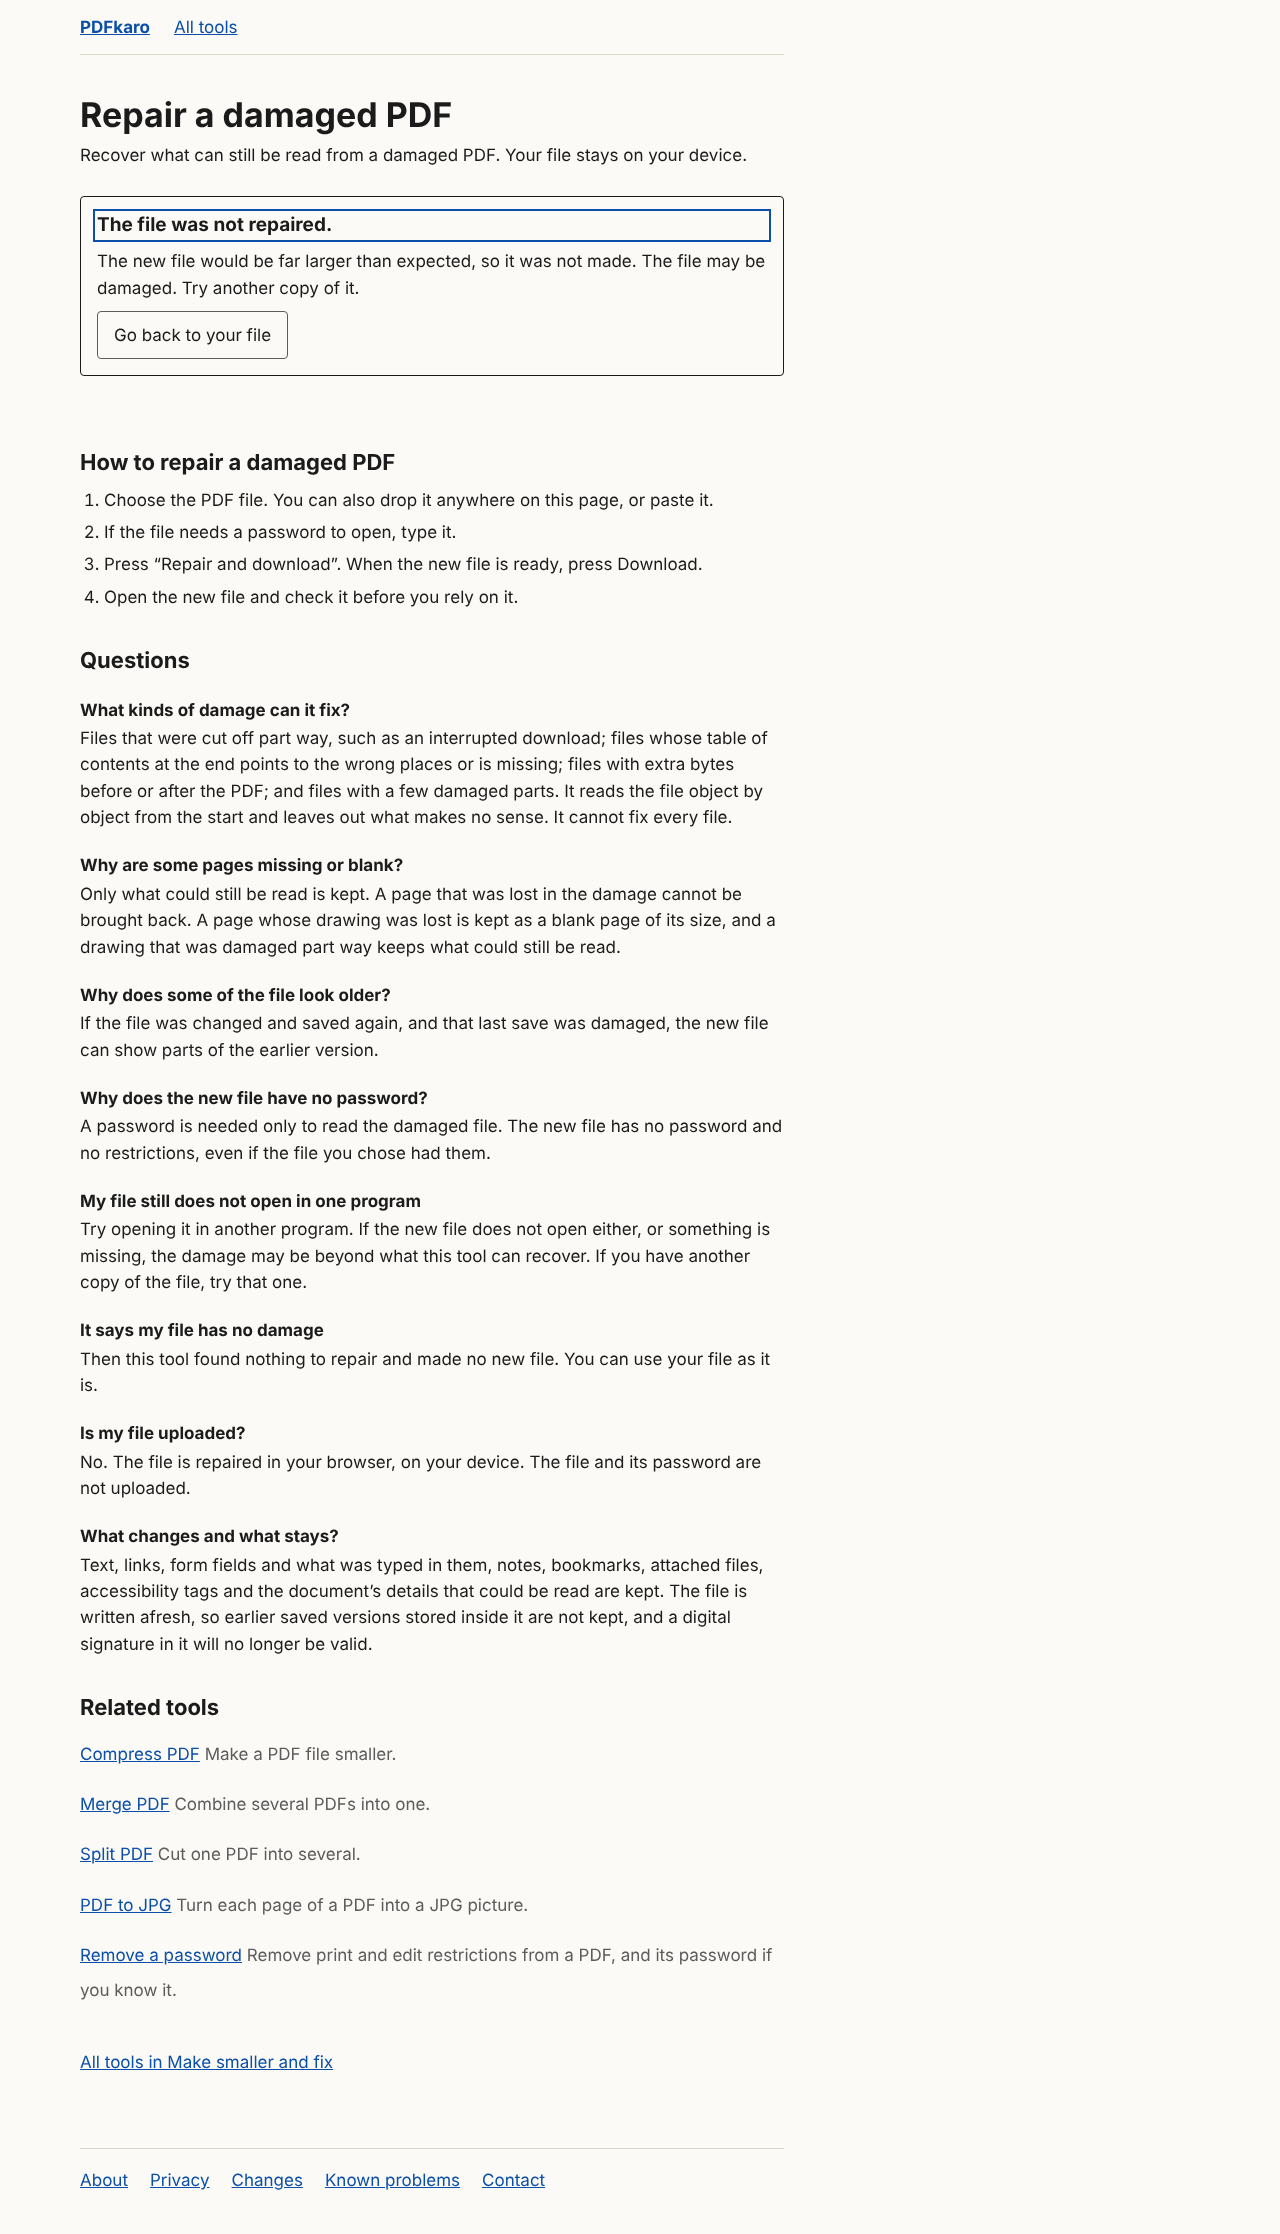 PDFkaro All tools
Repair a damaged PDF
Recover what can still be read from a damaged PDF. Your file stays on your device.
The file was not repaired.
The new file would be far larger than expected, so it was not made. The file may be
damaged. Try another copy of it.
Go back to your file
How to repair a damaged PDF
1. Choose the PDF file. You can also drop it anywhere on this page, or paste it.
2. If the file needs a password to open, type it.
3. Press “Repair and download”. When the new file is ready, press Download.
4. Open the new file and check it before you rely on it.
Questions
What kinds of damage can it fix?
Files that were cut off part way, such as an interrupted download; files whose table of
contents at the end points to the wrong places or is missing; files with extra bytes
before or after the PDF; and files with a few damaged parts. It reads the file object by
object from the start and leaves out what makes no sense. It cannot fix every file.
Why are some pages missing or blank?
Only what could still be read is kept. A page that was lost in the damage cannot be
brought back. A page whose drawing was lost is kept as a blank page of its size, and a
drawing that was damaged part way keeps what could still be read.
Why does some of the file look older?
If the file was changed and saved again, and that last save was damaged, the new file
can show parts of the earlier version.
Why does the new file have no password?
A password is needed only to read the damaged file. The new file has no password and
no restrictions, even if the file you chose had them.
My file still does not open in one program
Try opening it in another program. If the new file does not open either, or something is
missing, the damage may be beyond what this tool can recover. If you have another
copy of the file, try that one.
It says my file has no damage
Then this tool found nothing to repair and made no new file. You can use your file as it
is.
Is my file uploaded?
No. The file is repaired in your browser, on your device. The file and its password are
not uploaded.
What changes and what stays?
Text, links, form fields and what was typed in them, notes, bookmarks, attached files,
accessibility tags and the document’s details that could be read are kept. The file is
written afresh, so earlier saved versions stored inside it are not kept, and a digital
signature in it will no longer be valid.
Related tools
Compress PDF Make a PDF file smaller.
Merge PDF Combine several PDFs into one.
Split PDF Cut one PDF into several.
PDF to JPG Turn each page of a PDF into a JPG picture.
Remove a password Remove print and edit restrictions from a PDF, and its password if
you know it.
All tools in Make smaller and fix
About Privacy Changes Known problems Contact